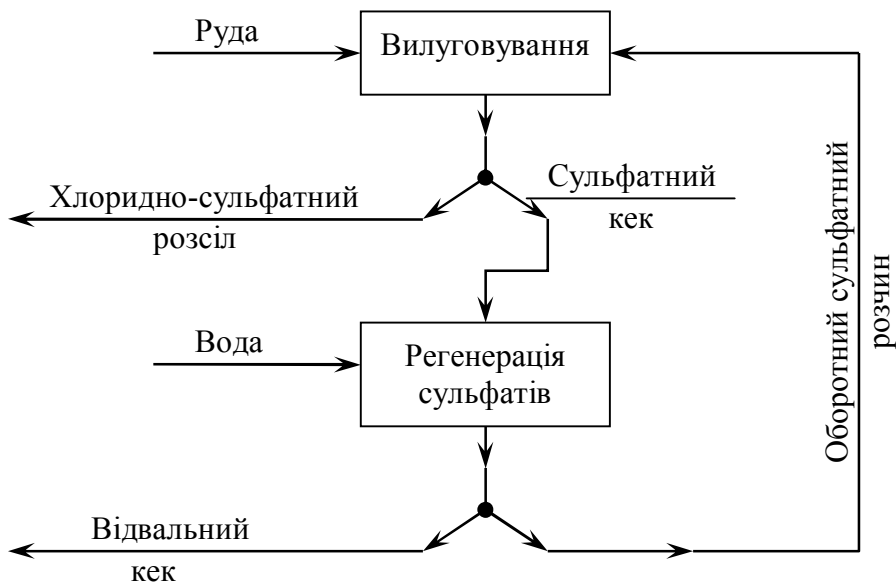 Руда
Вилуговування
Хлоридно-сульфатний
розсіл
Сульфатний
кек
Вода
Регенерація
сульфатів
Оборотний сульфатний
розчин
Відвальний
кек